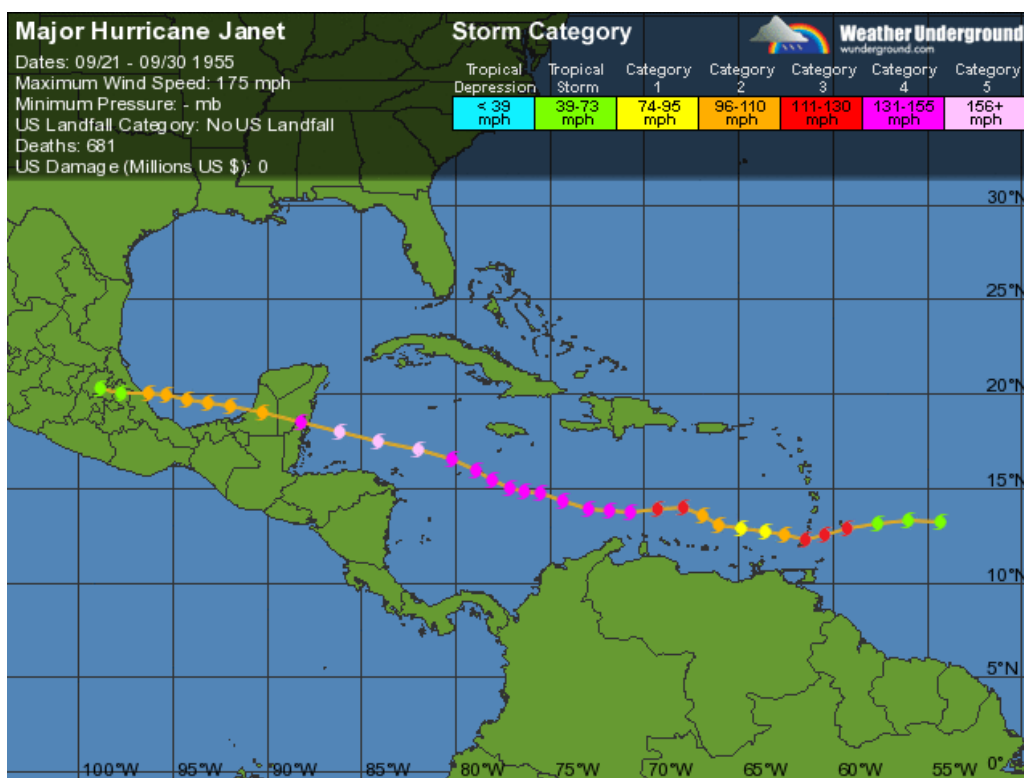 Major Hurricane Janet
Dates: 09/21 - 09/30 1955
Maximum Wind Speed: 175 mph
Minimum Pressure: - mb
US Landfall Category: No US Landfall
Deaths: 681
US Damage (Millions US $): 0
Storm Category
Weather Underground
wunderground.com
Tropical Depression Tropical Storm Category 1 Category 2 Category 3 Category 4 Category 5
< 39 mph 39-73 mph 74-95 mph 96-110 mph 111-130 mph 131-155 mph 156+ mph
30°N
25°N
20°N
15°N
10°N
5°N
0°
100°W 95°W 90°W 85°W 80°W 75°W 70°W 65°W 60°W 55°W